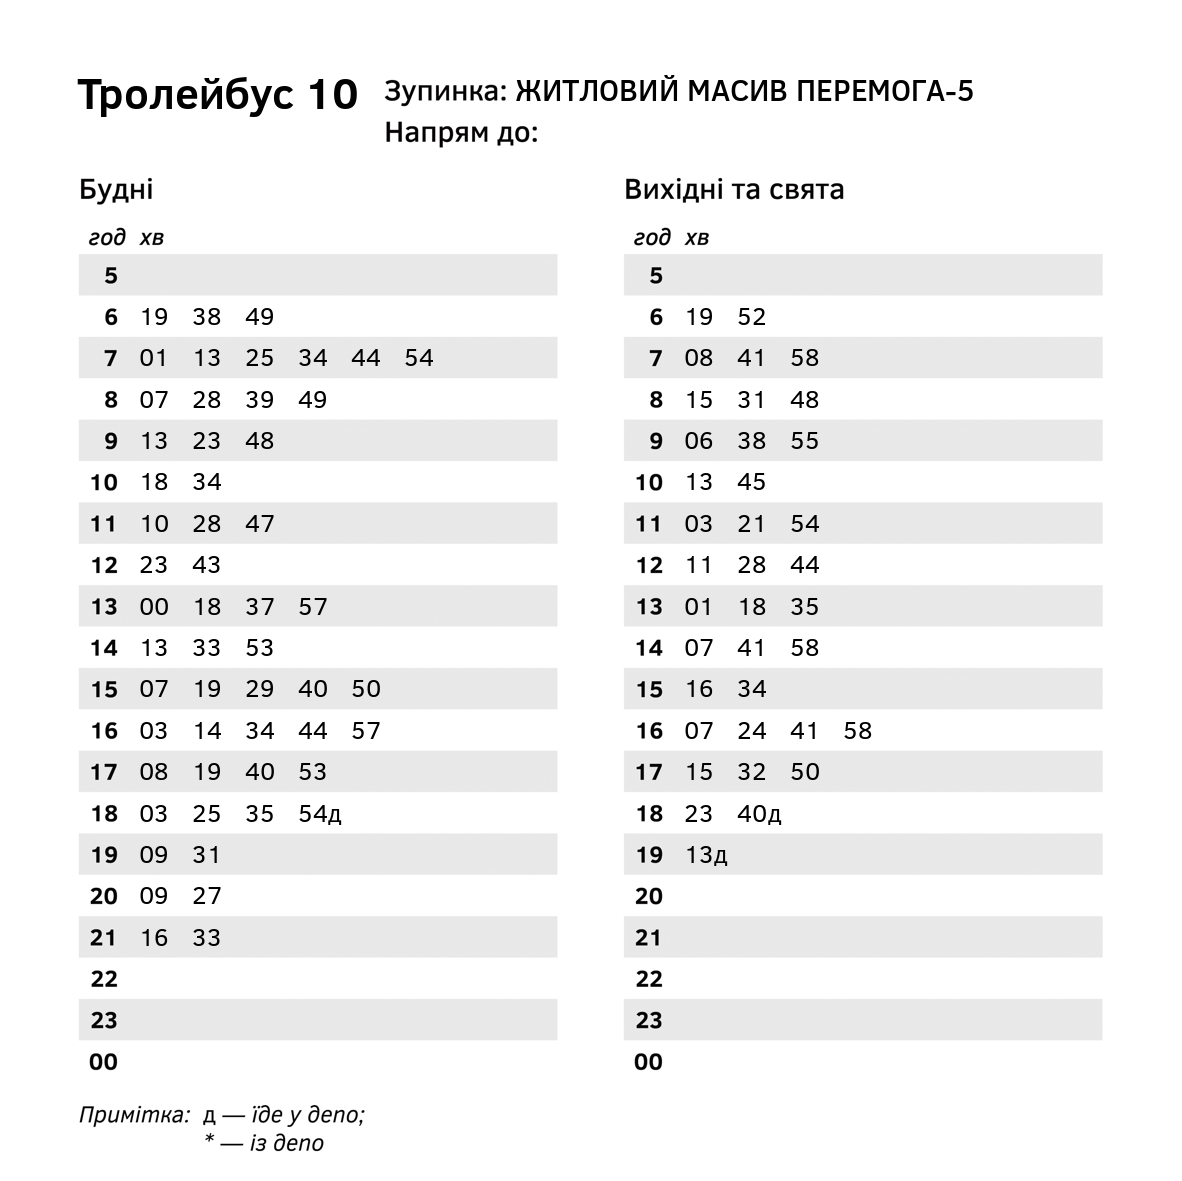 Тролейбус 10
Зупинка: ЖИТЛОВИЙ МАСИВ ПЕРЕМОГА-5
Напрям до:
Будні
год хв
5
6 19 38 49
7 01 13 25 34 44 54
8 07 28 39 49
9 13 23 48
10 18 34
11 10 28 47
12 23 43
13 00 18 37 57
14 13 33 53
15 07 19 29 40 50
16 03 14 34 44 57
17 08 19 40 53
18 03 25 35 54д
19 09 31
20 09 27
21 16 33
22
23
00
Вихідні та свята
год хв
5
6 19 52
7 08 41 58
8 15 31 48
9 06 38 55
10 13 45
11 03 21 54
12 11 28 44
13 01 18 35
14 07 41 58
15 16 34
16 07 24 41 58
17 15 32 50
18 23 40д
19 13д
20
21
22
23
00
Примітка: д — їде у депо;
* — із депо